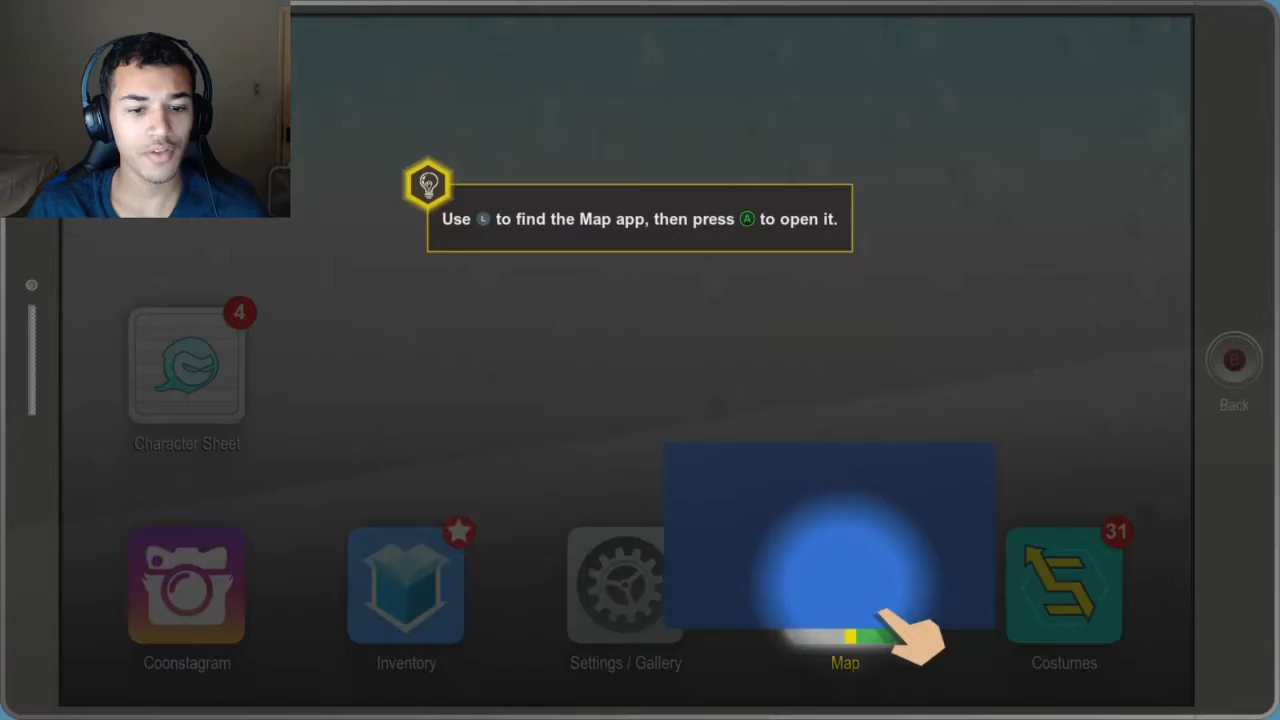 Use L to find the Map app, then press A to open it.
4
Character Sheet
B
Back
31
Coonstagram
Inventory
Settings / Gallery
Map
Costumes